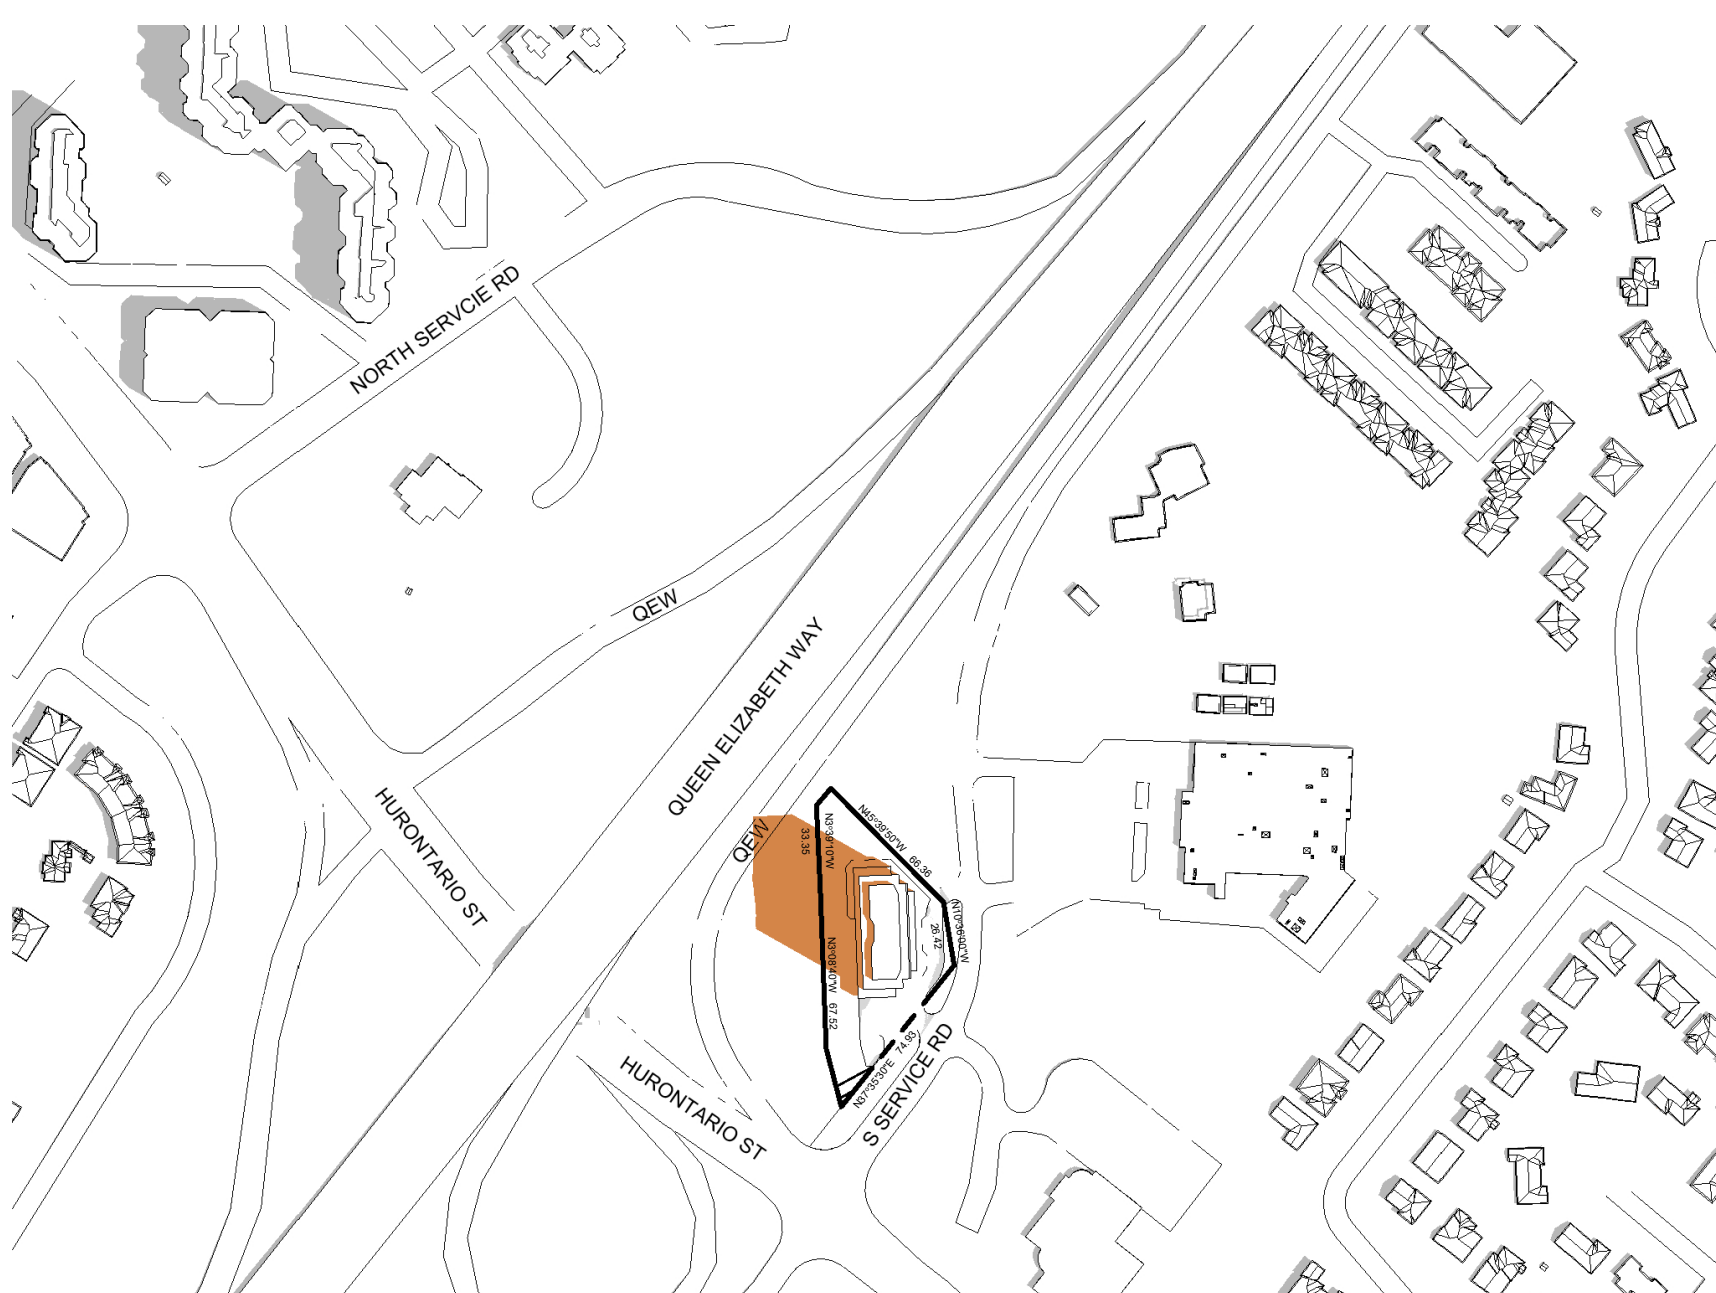 NORTH SERVCIE RD
QEW
QUEEN ELIZABETH WAY
HURONTARIO ST
QEW
N3°39'10"W
33.35
N45°39'50"W
66.36
N10°36'00"W
26.42
N3°08'40"W
67.52
N37°35'30"E
74.93
S SERVICE RD
HURONTARIO ST